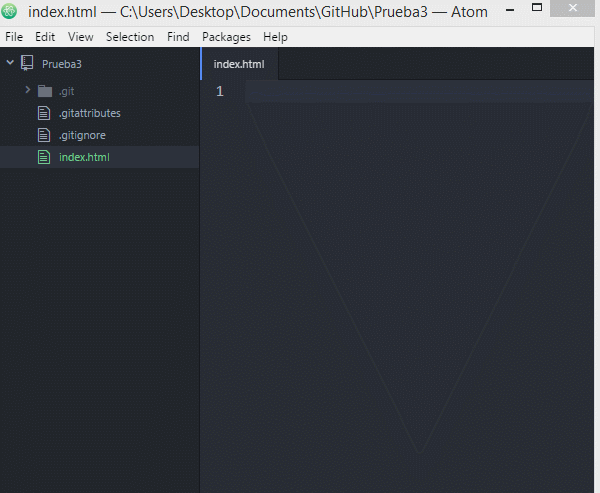 index.html — C:\Users\Desktop\Documents\GitHub\Prueba3 — Atom
File Edit View Selection Find Packages Help
Prueba3
.git
.gitattributes
.gitignore
index.html
index.html
1